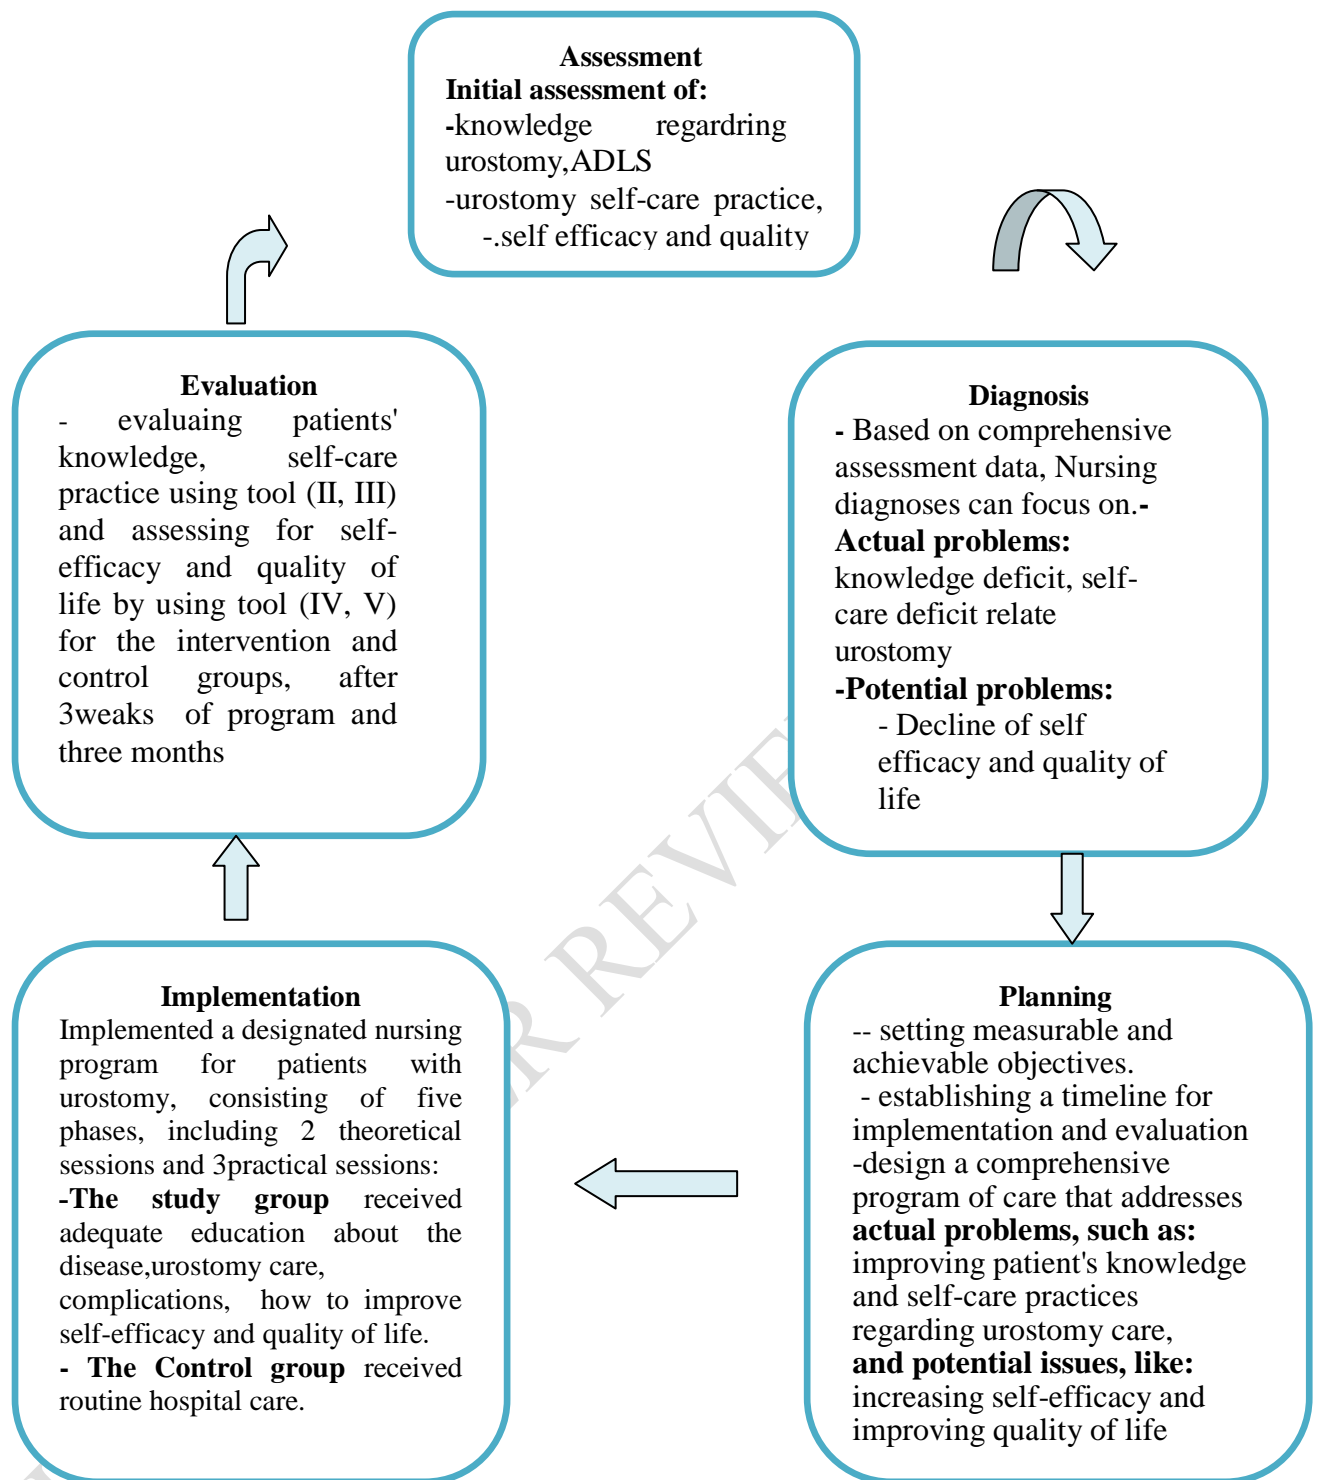 Assessment
Initial assessment of:
-knowledge regardring
urostomy,ADLS
-urostomy self-care practice,
-.self efficacy and quality
Diagnosis
- Based on comprehensive
assessment data, Nursing
diagnoses can focus on.-
Actual problems:
knowledge deficit, self-
care deficit relate
urostomy
-Potential problems:
- Decline of self
efficacy and quality of
life
Planning
-- setting measurable and
achievable objectives.
- establishing a timeline for
implementation and evaluation
-design a comprehensive
program of care that addresses
actual problems, such as:
improving patient's knowledge
and self-care practices
regarding urostomy care,
and potential issues, like:
increasing self-efficacy and
improving quality of life
Implementation
Implemented a designated nursing
program for patients with
urostomy, consisting of five
phases, including 2 theoretical
sessions and 3practical sessions:
-The study group received
adequate education about the
disease,urostomy care,
complications, how to improve
self-efficacy and quality of life.
- The Control group received
routine hospital care.
Evaluation
- evaluaing patients'
knowledge, self-care
practice using tool (II, III)
and assessing for self-
efficacy and quality of
life by using tool (IV, V)
for the intervention and
control groups, after
3weaks of program and
three months